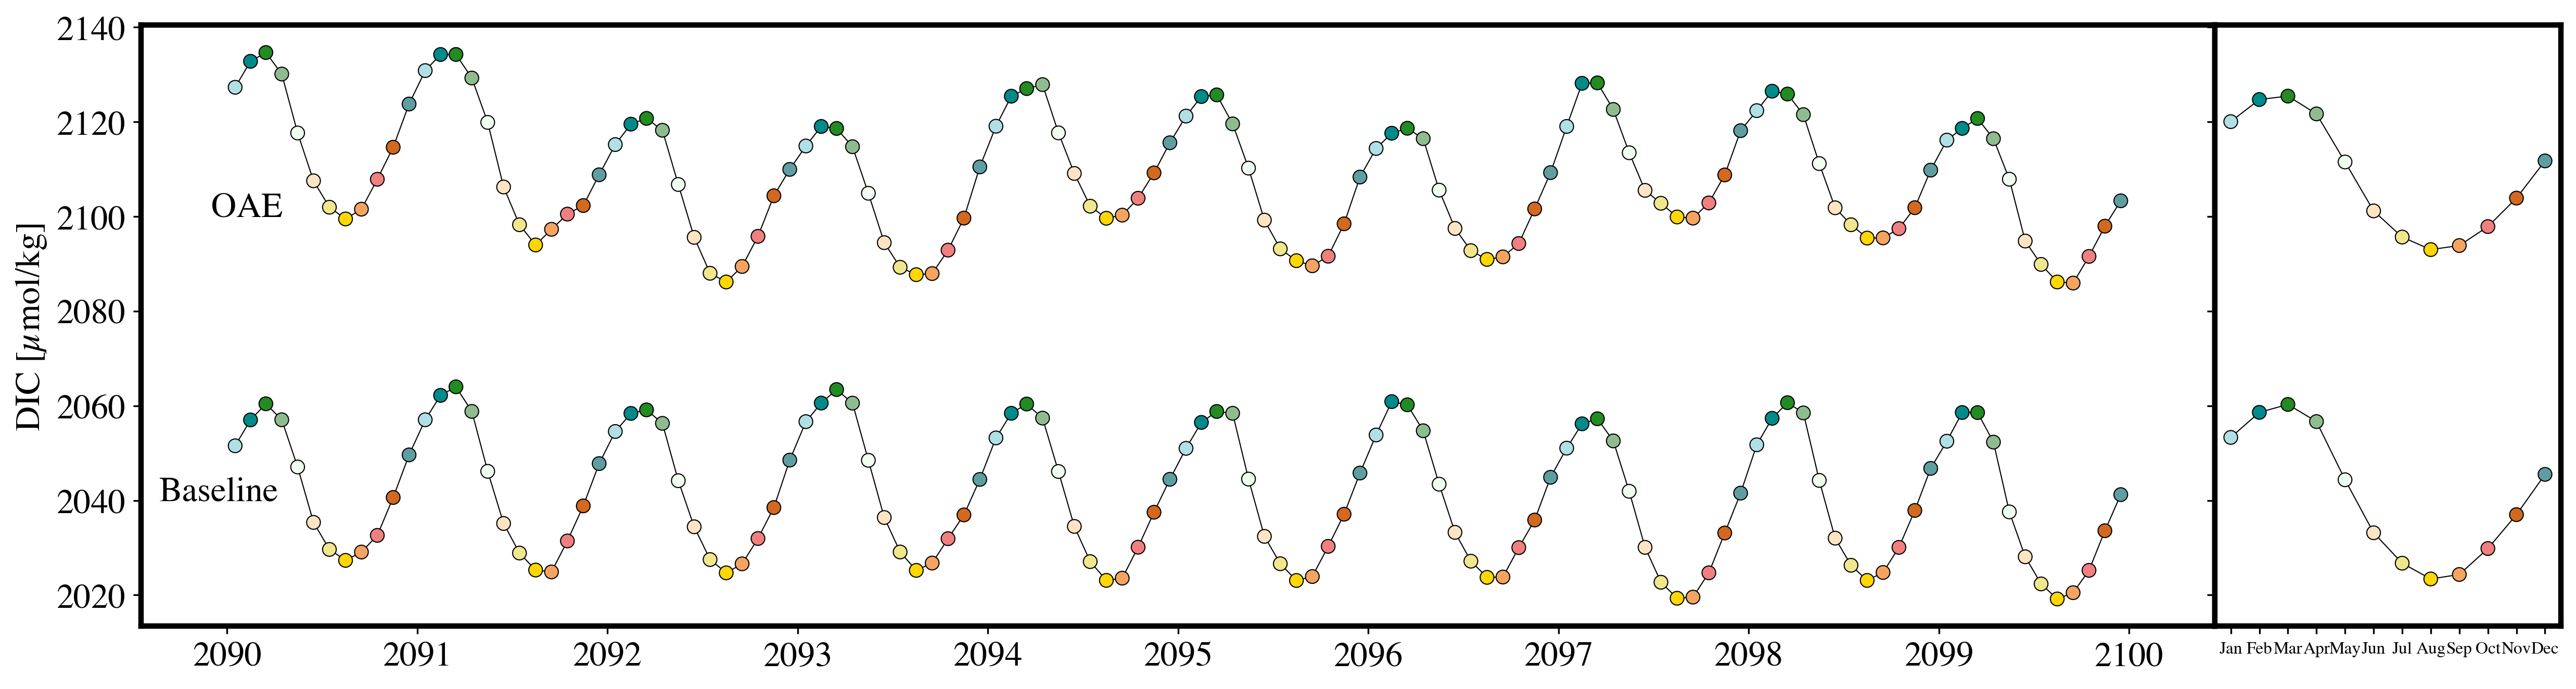 2140
2120
2100
2080
2060
2040
2020
DIC [μmol/kg]
OAE
Baseline
2090 2091 2092 2093 2094 2095 2096 2097 2098 2099 2100
Jan Feb Mar Apr May Jun Jul Aug Sep Oct Nov Dec